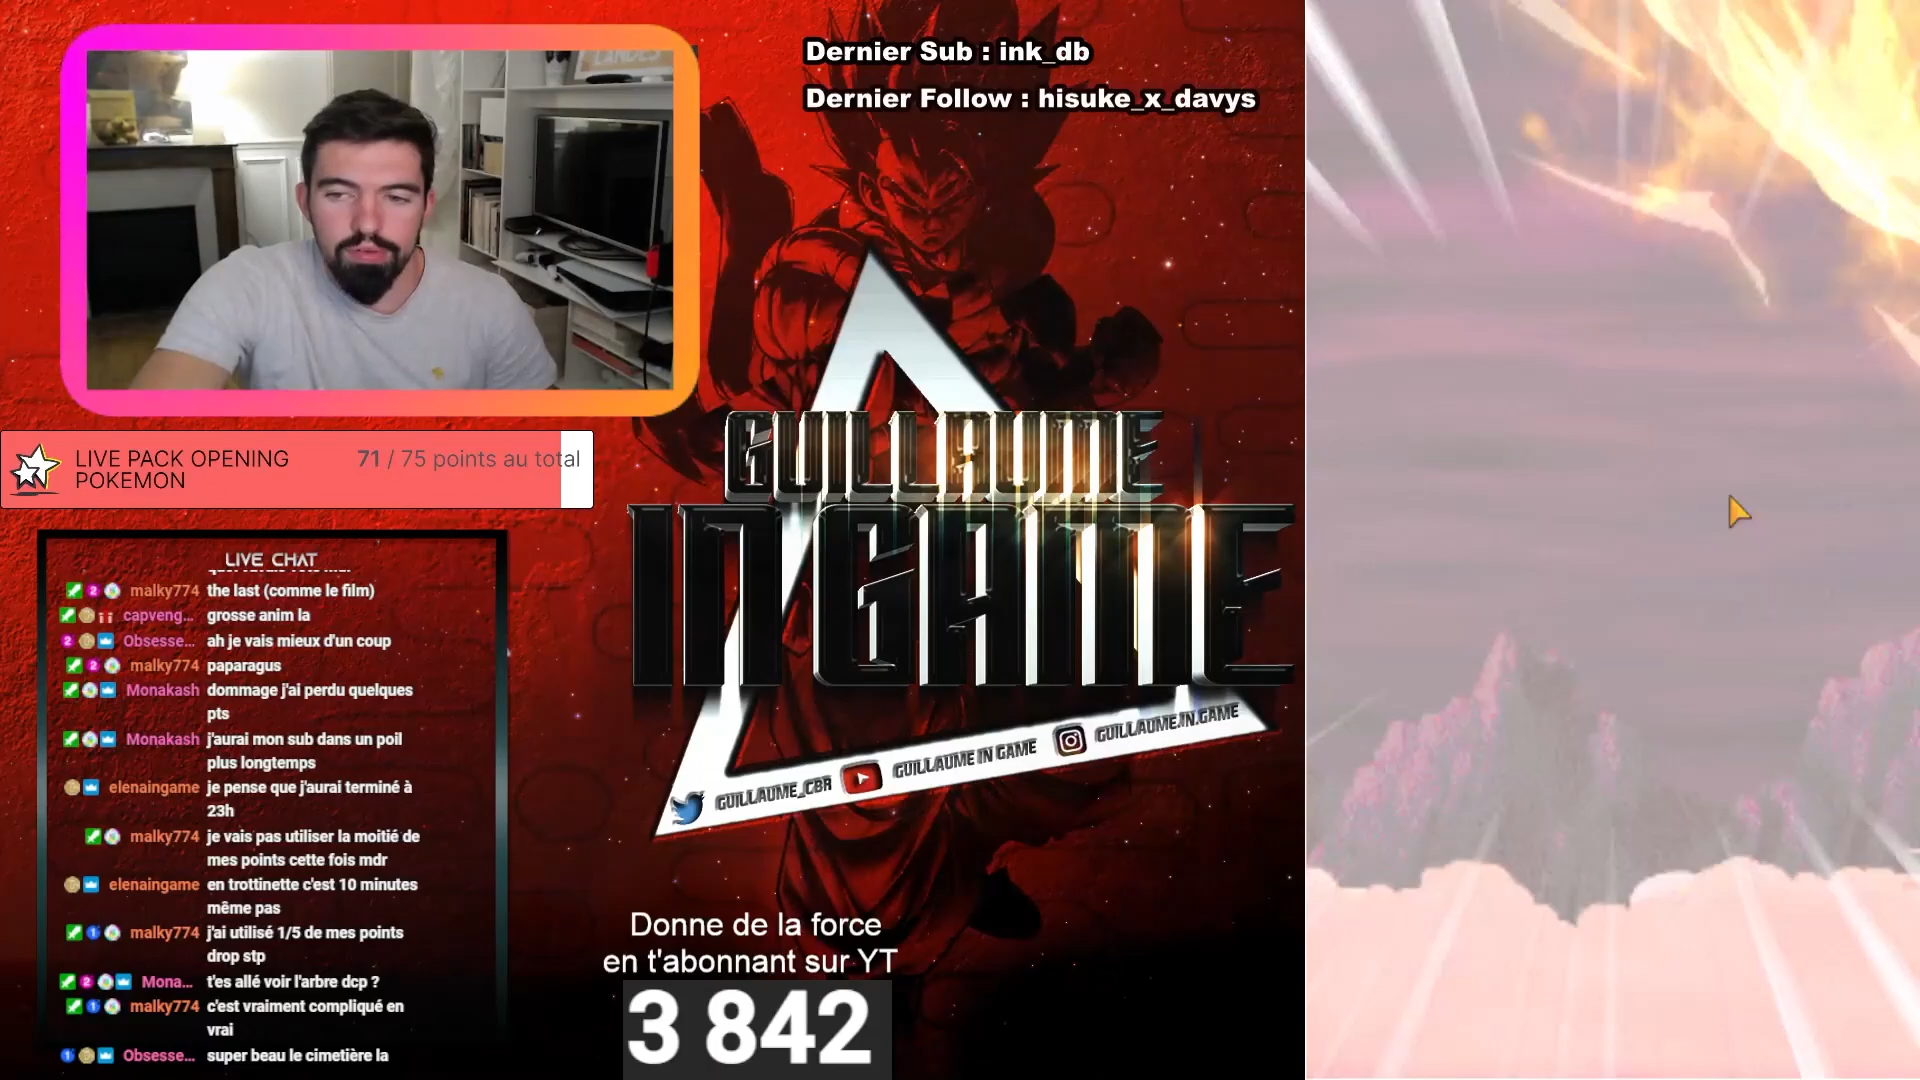 Dernier Sub : ink_db
Dernier Follow : hisuke_x_davys
LIVE PACK OPENING
POKEMON
71 / 75 points au total
LIVE CHAT
malky774 the last (comme le film)
capveng... grosse anim la
Obsesse... ah je vais mieux d'un coup
malky774 paparagus
Monakash dommage j'ai perdu quelques
pts
Monakash j'aurai mon sub dans un poil
plus longtemps
elenaingame je pense que j'aurai terminé à
23h
malky774 je vais pas utiliser la moitié de
mes points cette fois mdr
elenaingame en trottinette c'est 10 minutes
même pas
malky774 j'ai utilisé 1/5 de mes points
drop stp
Mona... t'es allé voir l'arbre dcp ?
malky774 c'est vraiment compliqué en
vrai
Obsesse... super beau le cimetière la
GUILLAUME
IN GAME
GUILLAUME_CBR GUILLAUME IN GAME GUILLAUME.IN.GAME
Donne de la force
en t'abonnant sur YT
3 842